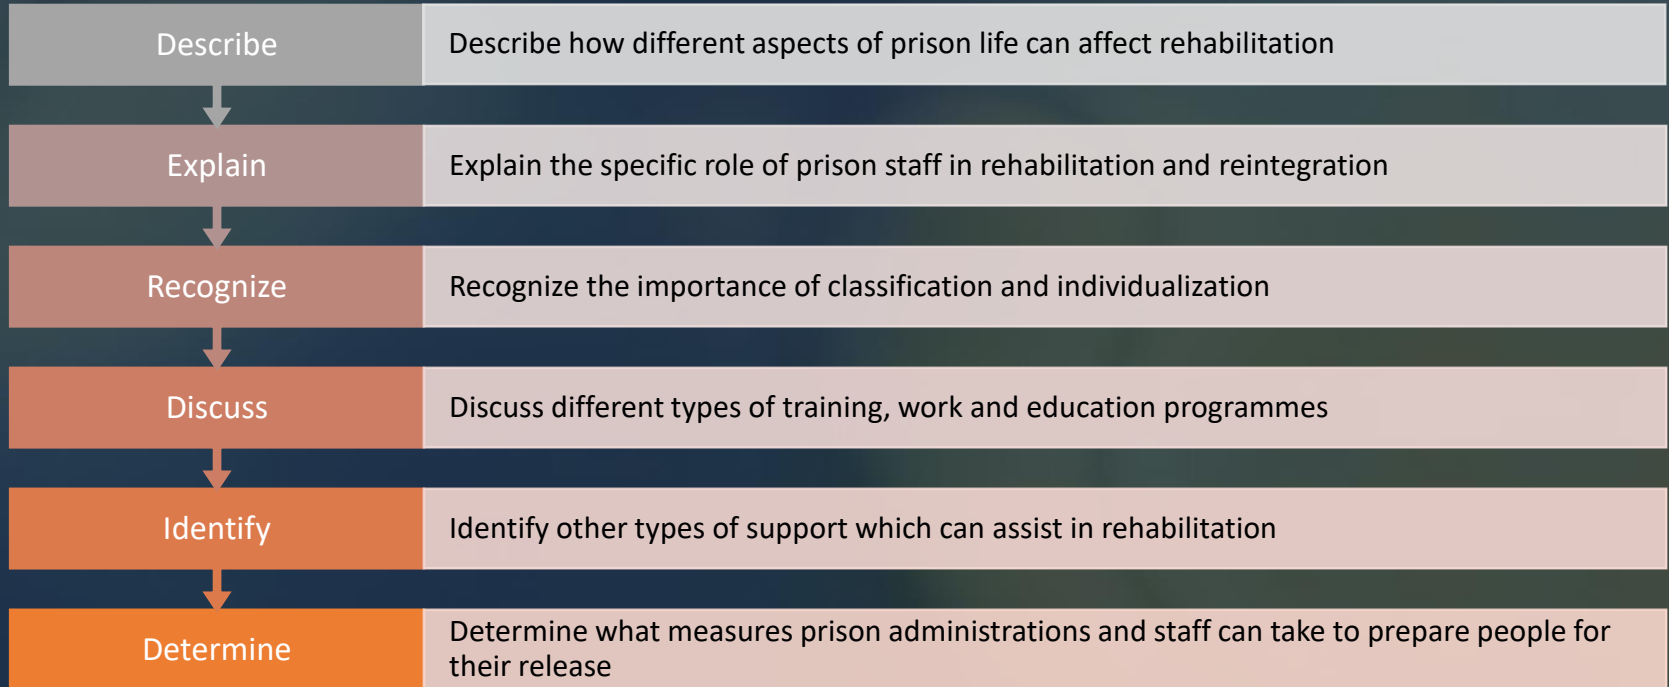 Describe
Describe how different aspects of prison life can affect rehabilitation
Explain
Explain the specific role of prison staff in rehabilitation and reintegration
Recognize
Recognize the importance of classification and individualization
Discuss
Discuss different types of training, work and education programmes
Identify
Identify other types of support which can assist in rehabilitation
Determine
Determine what measures prison administrations and staff can take to prepare people for
their release